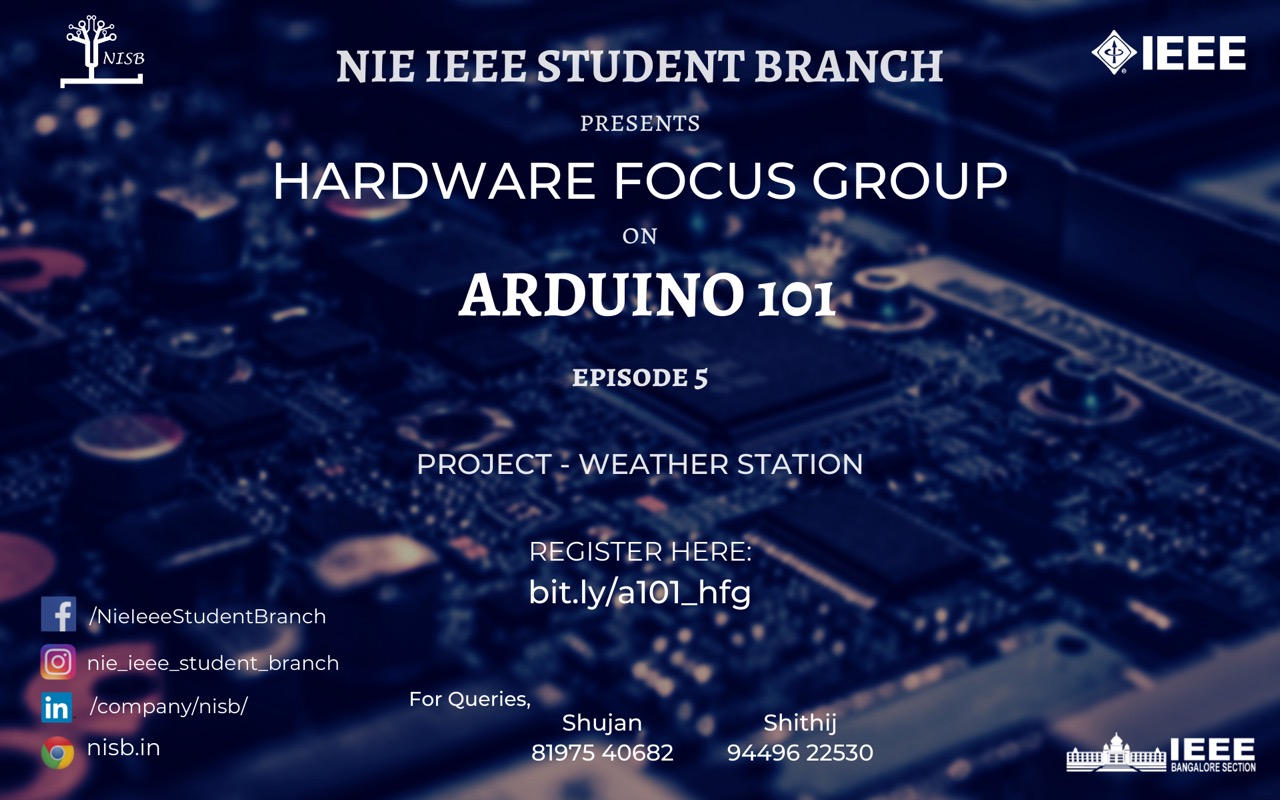 NISB
IEEE
NIE IEEE STUDENT BRANCH
PRESENTS
HARDWARE FOCUS GROUP
ON
ARDUINO 101
EPISODE 5
PROJECT - WEATHER STATION
REGISTER HERE:
bit.ly/a101_hfg
/NieIeeeStudentBranch
nie_ieee_student_branch
/company/nisb/
nisb.in
For Queries,
Shujan Shithij
81975 40682 94496 22530
IEEE
BANGALORE SECTION